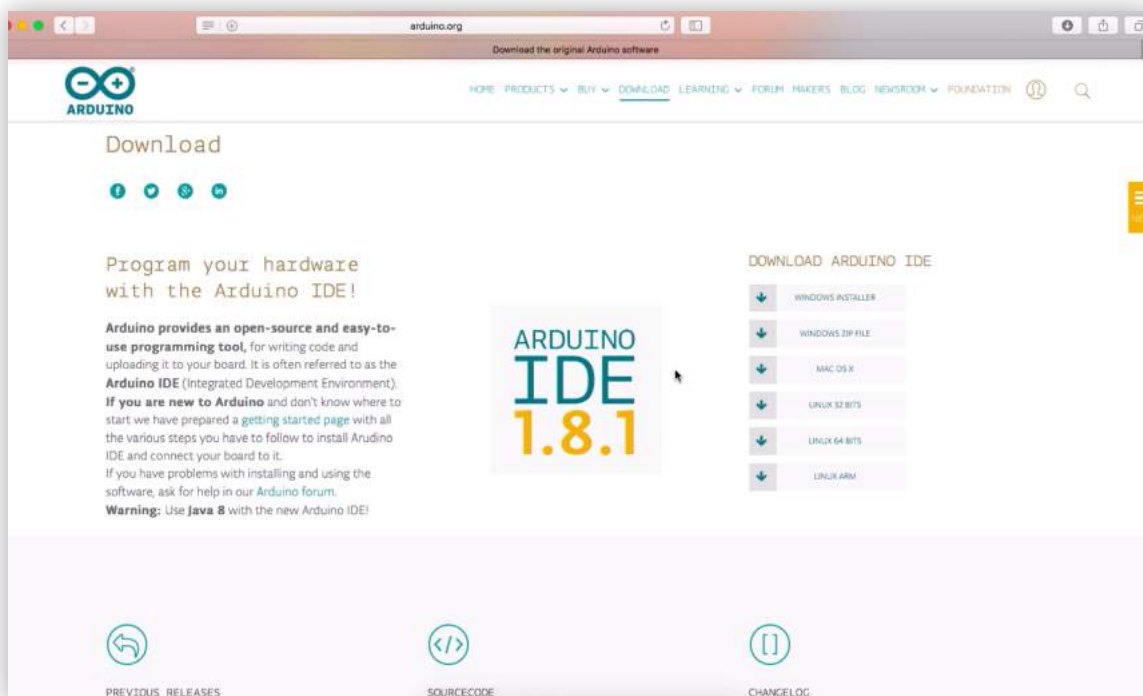 arduino.org
Download the original Arduino software
ARDUINO
HOME PRODUCTS BUY DOWNLOAD LEARNING FORUM MAKERS BLOG NEWSROOM FOUNDATION
Download
Program your hardware
with the Arduino IDE!
Arduino provides an open-source and easy-to-
use programming tool, for writing code and
uploading it to your board. It is often referred to as the
Arduino IDE (Integrated Development Environment).
If you are new to Arduino and don't know where to
start we have prepared a getting started page with all
the various steps you have to follow to install Arudino
IDE and connect your board to it.
If you have problems with installing and using the
software, ask for help in our Arduino forum.
Warning: Use Java 8 with the new Arduino IDE!
ARDUINO
IDE
1.8.1
DOWNLOAD ARDUINO IDE
WINDOWS INSTALLER
WINDOWS ZIP FILE
MAC OS X
LINUX 32 BITS
LINUX 64 BITS
LINUX ARM
PREVIOUS RELEASES
SOURCECODE
CHANGELOG